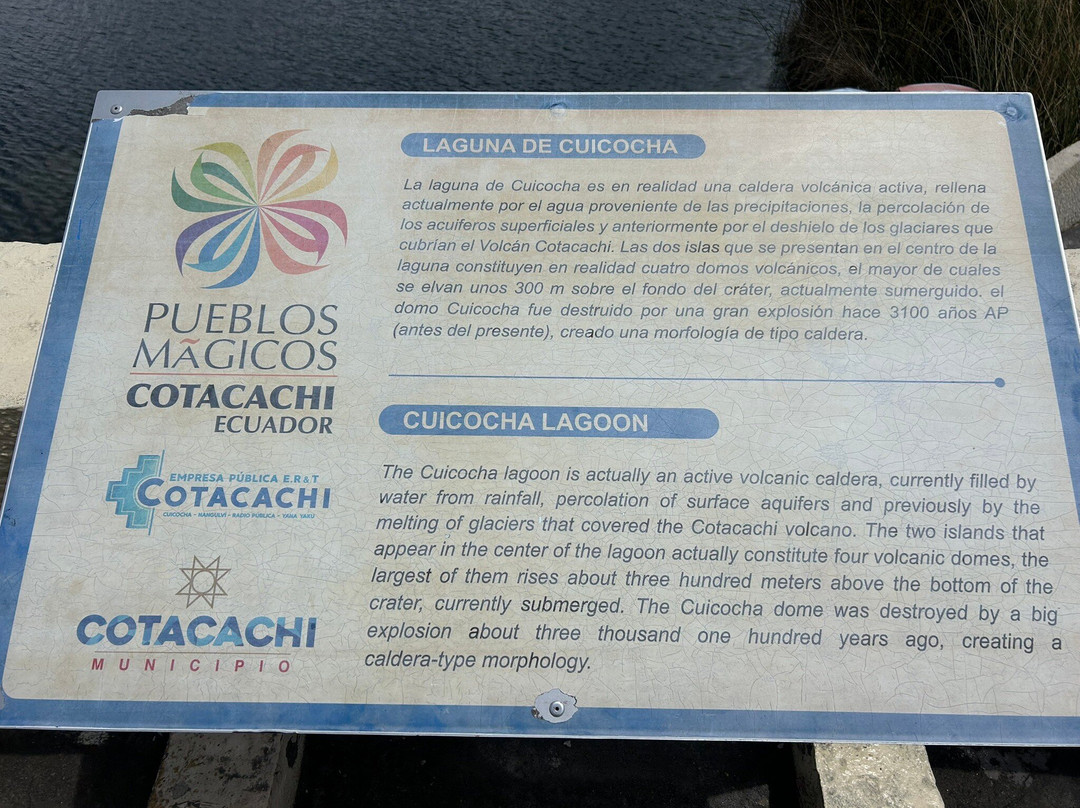 PUEBLOS
MÃGICOS
COTACACHI
ECUADOR
EMPRESA PÚBLICA E.R & T
COTACACHI
CUICOCHA - NANGULVÍ - RADIO PÚBLICA - YANA YAKU
COTACACHI
MUNICIPIO
LAGUNA DE CUICOCHA
La laguna de Cuicocha es en realidad una caldera volcánica activa, rellena
actualmente por el agua proveniente de las precipitaciones, la percolación de
los acuiferos superficiales y anteriormente por el deshielo de los glaciares que
cubrían el Volcán Cotacachi. Las dos islas que se presentan en el centro de la
laguna constituyen en realidad cuatro domos volcánicos, el mayor de cuales
se elvan unos 300 m sobre el fondo del cráter, actualmente sumerguido. el
domo Cuicocha fue destruido por una gran explosión hace 3100 años AP
(antes del presente), creado una morfología de tipo caldera.
CUICOCHA LAGOON
The Cuicocha lagoon is actually an active volcanic caldera, currently filled by
water from rainfall, percolation of surface aquifers and previously by the
melting of glaciers that covered the Cotacachi volcano. The two islands that
appear in the center of the lagoon actually constitute four volcanic domes, the
largest of them rises about three hundred meters above the bottom of the
crater, currently submerged. The Cuicocha dome was destroyed by a big
explosion about three thousand one hundred years ago, creating a
caldera-type morphology.